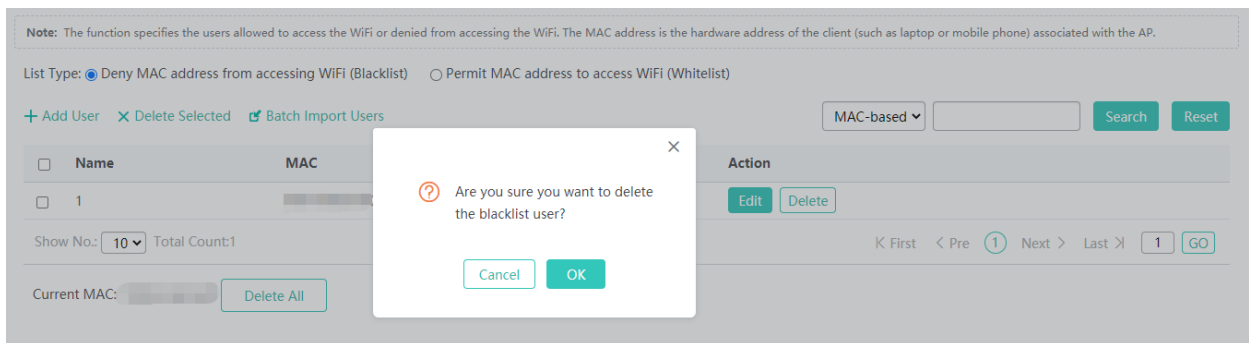 Note: The function specifies the users allowed to access the WiFi or denied from accessing the WiFi. The MAC address is the hardware address of the client (such as laptop or mobile phone) associated with the AP.
List Type: Deny MAC address from accessing WiFi (Blacklist) Permit MAC address to access WiFi (Whitelist)
+ Add User X Delete Selected Batch Import Users MAC-based Search Reset
Name MAC Action
Are you sure you want to delete
the blacklist user?
1 Edit Delete
Show No.: 10 Total Count:1 First < Pre 1 Next > Last 1 GO
Cancel OK
Current MAC: Delete All